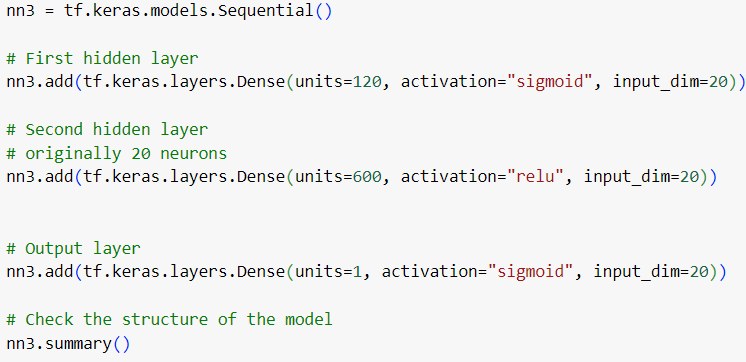 nn3 = tf.keras.models.Sequential()
# First hidden layer
nn3.add(tf.keras.layers.Dense(units=120, activation="sigmoid", input_dim=20))
# Second hidden layer
# originally 20 neurons
nn3.add(tf.keras.layers.Dense(units=600, activation="relu", input_dim=20))
# Output layer
nn3.add(tf.keras.layers.Dense(units=1, activation="sigmoid", input_dim=20))
# Check the structure of the model
nn3.summary()